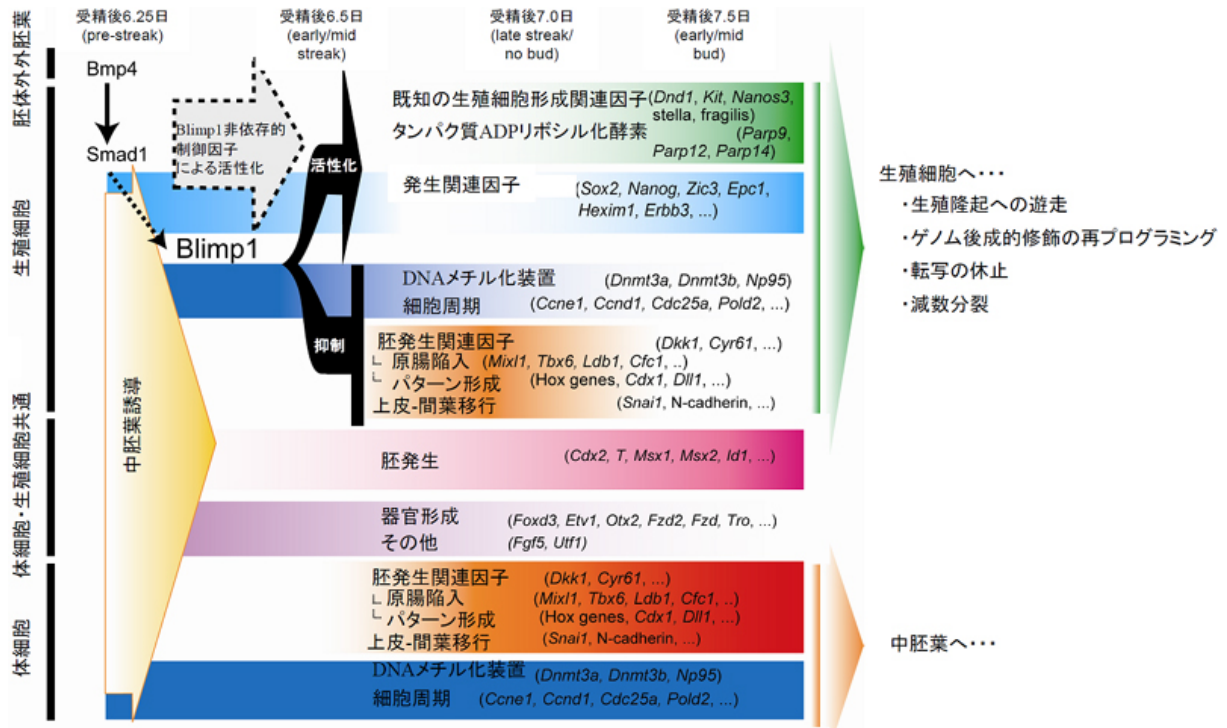 受精後6.25日
(pre-streak)
受精後6.5日
(early/mid
streak)
受精後7.0日
(late streak/
no bud)
受精後7.5日
(early/mid
bud)
胚体外外胚葉
Bmp4
Smad1
Blimp1非依存的
制御因子
による活性化
活性化
既知の生殖細胞形成関連因子(Dnd1, Kit, Nanos3,
stella, fragilis)
タンパク質ADPリボシル化酵素
(Parp9,
Parp12, Parp14)
生殖細胞
発生関連因子
(Sox2, Nanog, Zic3, Epc1,
Hexim1, Erbb3, ...)
Blimp1
DNAメチル化装置 (Dnmt3a, Dnmt3b, Np95)
細胞周期 (Ccne1, Ccnd1, Cdc25a, Pold2, ...)
抑制
胚発生関連因子 (Dkk1, Cyr61, ...)
└ 原腸陥入 (Mixl1, Tbx6, Ldb1, Cfc1, ..)
└ パターン形成 (Hox genes, Cdx1, Dll1, ...)
上皮-間葉移行 (Snai1, N-cadherin, ...)
中胚葉誘導
体細胞・生殖細胞共通
胚発生 (Cdx2, T, Msx1, Msx2, Id1, ...)
器官形成 (Foxd3, Etv1, Otx2, Fzd2, Fzd, Tro, ...)
その他 (Fgf5, Utf1)
体細胞
胚発生関連因子 (Dkk1, Cyr61, ...)
└ 原腸陥入 (Mixl1, Tbx6, Ldb1, Cfc1, ..)
└ パターン形成 (Hox genes, Cdx1, Dll1, ...)
上皮-間葉移行 (Snai1, N-cadherin, ...)
DNAメチル化装置 (Dnmt3a, Dnmt3b, Np95)
細胞周期 (Ccne1, Ccnd1, Cdc25a, Pold2, ...)
生殖細胞へ・・・
・生殖隆起への遊走
・ゲノム後成的修飾の再プログラミング
・転写の休止
・減数分裂
中胚葉へ・・・